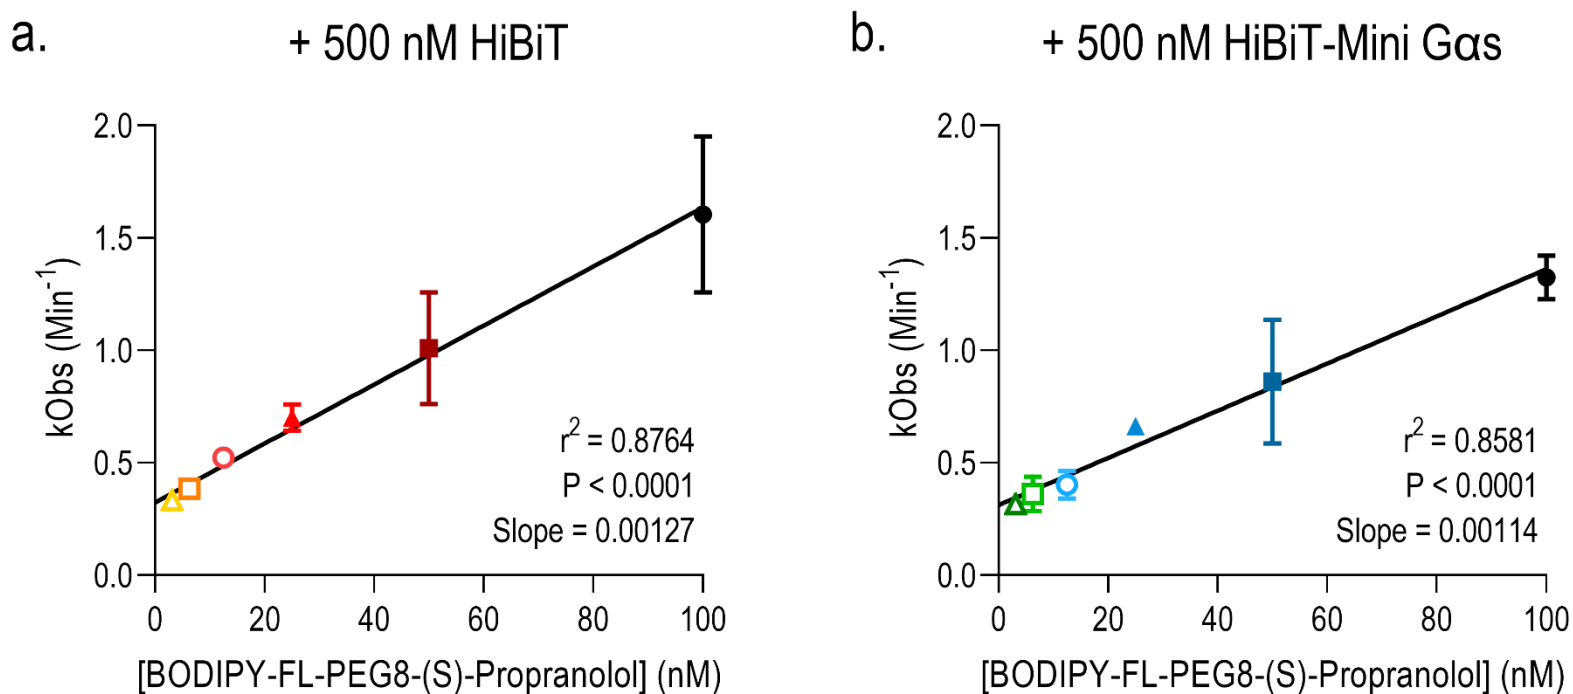 a.
+ 500 nM HiBiT
kObs (Min⁻¹)
2.0
1.5
1.0
0.5
0.0
r² = 0.8764
P < 0.0001
Slope = 0.00127
0 20 40 60 80 100
[BODIPY-FL-PEG8-(S)-Propranolol] (nM)
b.
+ 500 nM HiBiT-Mini Gαs
kObs (Min⁻¹)
2.0
1.5
1.0
0.5
0.0
r² = 0.8581
P < 0.0001
Slope = 0.00114
0 20 40 60 80 100
[BODIPY-FL-PEG8-(S)-Propranolol] (nM)